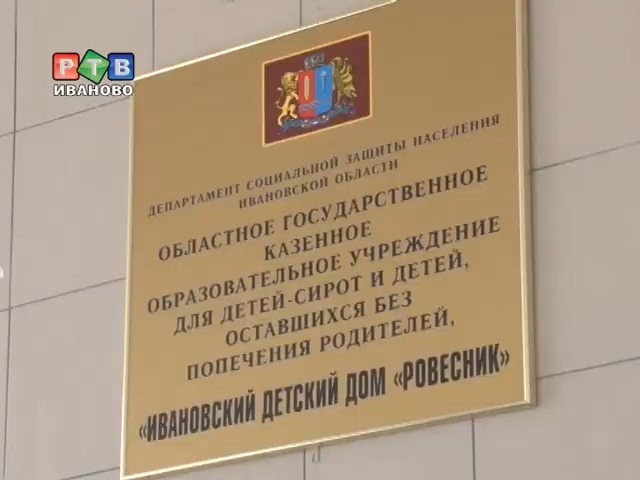 РТВ
ИВАНОВО
ДЕПАРТАМЕНТ СОЦИАЛЬНОЙ ЗАЩИТЫ НАСЕЛЕНИЯ
ИВАНОВСКОЙ ОБЛАСТИ
ОБЛАСТНОЕ ГОСУДАРСТВЕННОЕ
КАЗЕННОЕ
ОБРАЗОВАТЕЛЬНОЕ УЧРЕЖДЕНИЕ
ДЛЯ ДЕТЕЙ-СИРОТ И ДЕТЕЙ,
ОСТАВШИХСЯ БЕЗ
ПОПЕЧЕНИЯ РОДИТЕЛЕЙ,
«ИВАНОВСКИЙ ДЕТСКИЙ ДОМ «РОВЕСНИК»